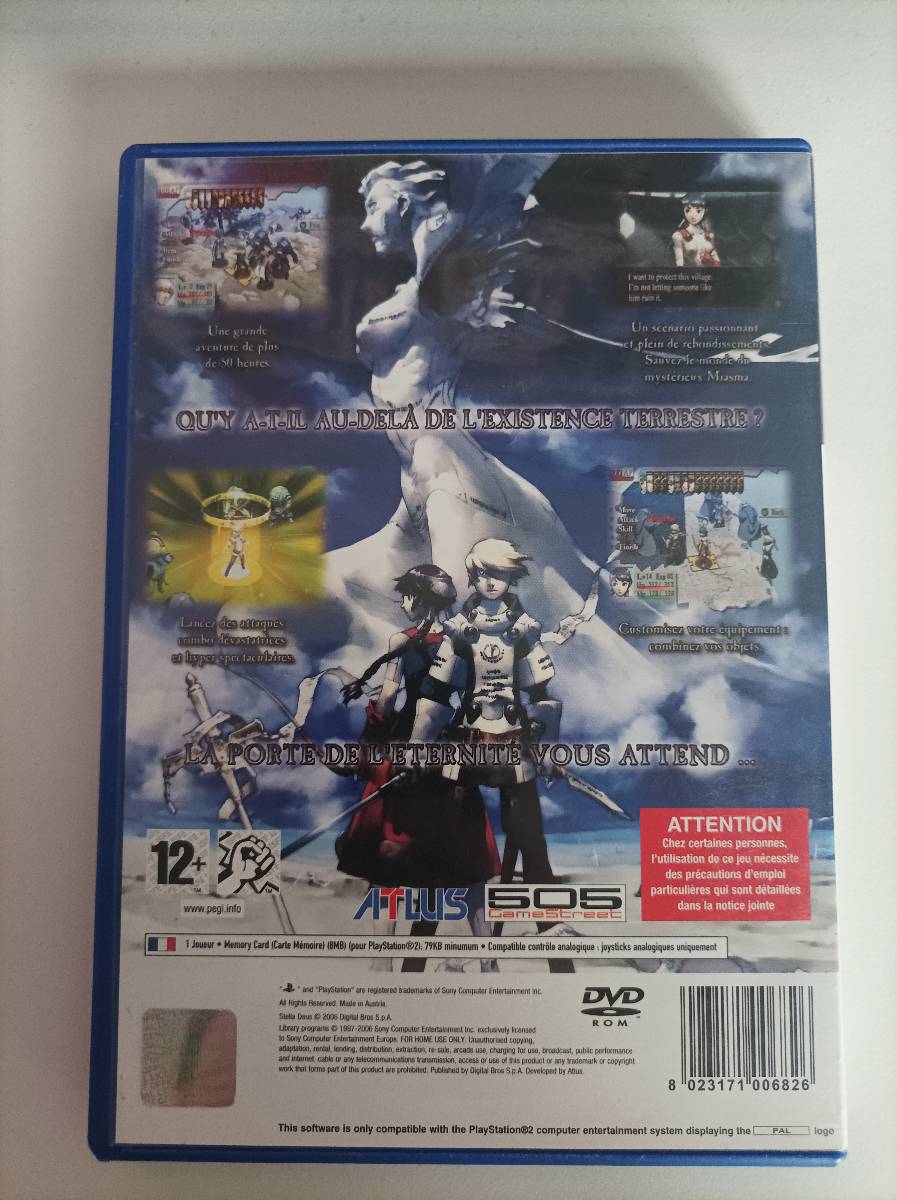 Une grande
aventure de plus
de 50 heures.
I want to protect this village.
I'm not letting someone like
him ruin it.
Un scénario passionnant
et plein de rebondissements.
Sauvez le monde du
mystérieux Miasma.
QU'Y A-T-IL AU-DELÀ DE L'EXISTENCE TERRESTRE ?
Move
Attack
Skill
Finish
Back
Lv 14 Exp 80
Lancez des attaques
combo dévastatrices
et hyper spectaculaires.
Customisez votre équipement :
combinez vos objets.
LA PORTE DE L'ETERNITÉ VOUS ATTEND ...
12+
www.pegi.info
ATLUS
505
GameStreet
ATTENTION
Chez certaines personnes,
l'utilisation de ce jeu nécessite
des précautions d'emploi
particulières qui sont détaillées
dans la notice jointe
1 Joueur • Memory Card (Carte Mémoire) (8MB) (pour PlayStation®2): 79KB minumum • Compatible contrôle analogique : joysticks analogiques uniquement
" " and "PlayStation" are registered trademarks of Sony Computer Entertainment Inc.
All Rights Reserved. Made in Austria.
Stella Deus © 2006 Digital Bros S.p.A.
Library programs © 1997-2006 Sony Computer Entertainment Inc. exclusively licensed
to Sony Computer Entertainment Europe. FOR HOME USE ONLY. Unauthorised copying,
adaptation, rental, lending, distribution, extraction, re-sale, arcade use, charging for use, broadcast, public performance
and internet, cable or any telecommunications transmission, access or use of this product or any trademark or copyright
work that forms part of this product are prohibited. Published by Digital Bros S.p.A. Developed by Atlus.
DVD
ROM
8 023171 006826
This software is only compatible with the PlayStation®2 computer entertainment system displaying the PAL logo